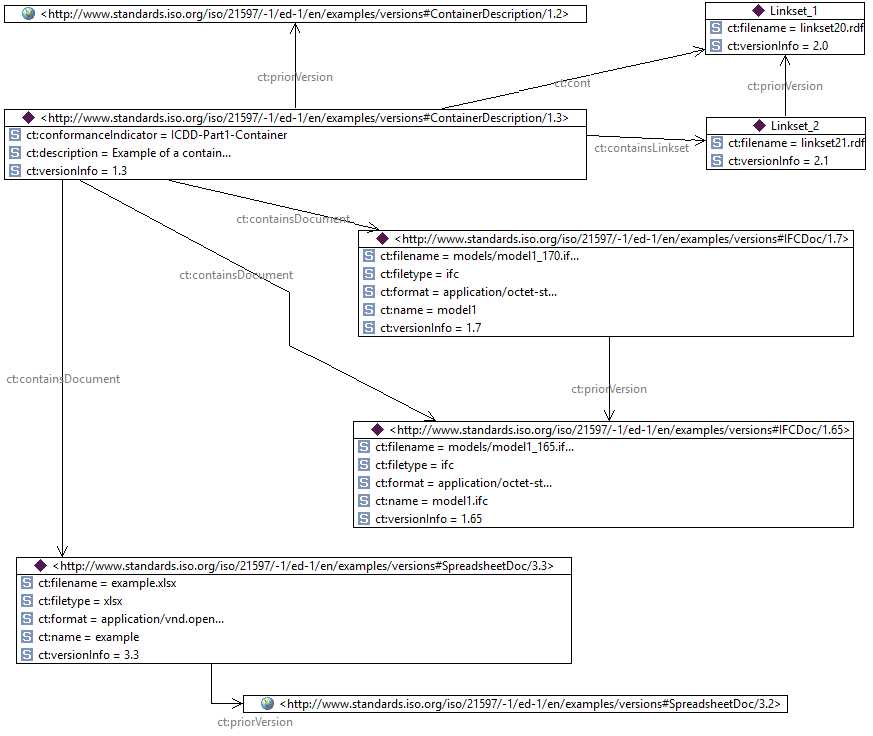 <http://www.standards.iso.org/iso/21597/-1/ed-1/en/examples/versions#ContainerDescription/1.2>
Linkset_1
ct:filename = linkset20.rdf
ct:versionInfo = 2.0
ct:priorVersion
ct:cont
ct:priorVersion
<http://www.standards.iso.org/iso/21597/-1/ed-1/en/examples/versions#ContainerDescription/1.3>
ct:conformanceIndicator = ICDD-Part1-Container
ct:description = Example of a contain...
ct:versionInfo = 1.3
Linkset_2
ct:filename = linkset21.rdf
ct:versionInfo = 2.1
ct:containsLinkset
ct:containsDocument
<http://www.standards.iso.org/iso/21597/-1/ed-1/en/examples/versions#IFCDoc/1.7>
ct:filename = models/model1_170.if...
ct:filetype = ifc
ct:format = application/octet-st...
ct:name = model1
ct:versionInfo = 1.7
ct:containsDocument
ct:containsDocument
ct:priorVersion
<http://www.standards.iso.org/iso/21597/-1/ed-1/en/examples/versions#IFCDoc/1.65>
ct:filename = models/model1_165.if...
ct:filetype = ifc
ct:format = application/octet-st...
ct:name = model1.ifc
ct:versionInfo = 1.65
<http://www.standards.iso.org/iso/21597/-1/ed-1/en/examples/versions#SpreadsheetDoc/3.3>
ct:filename = example.xlsx
ct:filetype = xlsx
ct:format = application/vnd.open...
ct:name = example
ct:versionInfo = 3.3
<http://www.standards.iso.org/iso/21597/-1/ed-1/en/examples/versions#SpreadsheetDoc/3.2>
ct:priorVersion